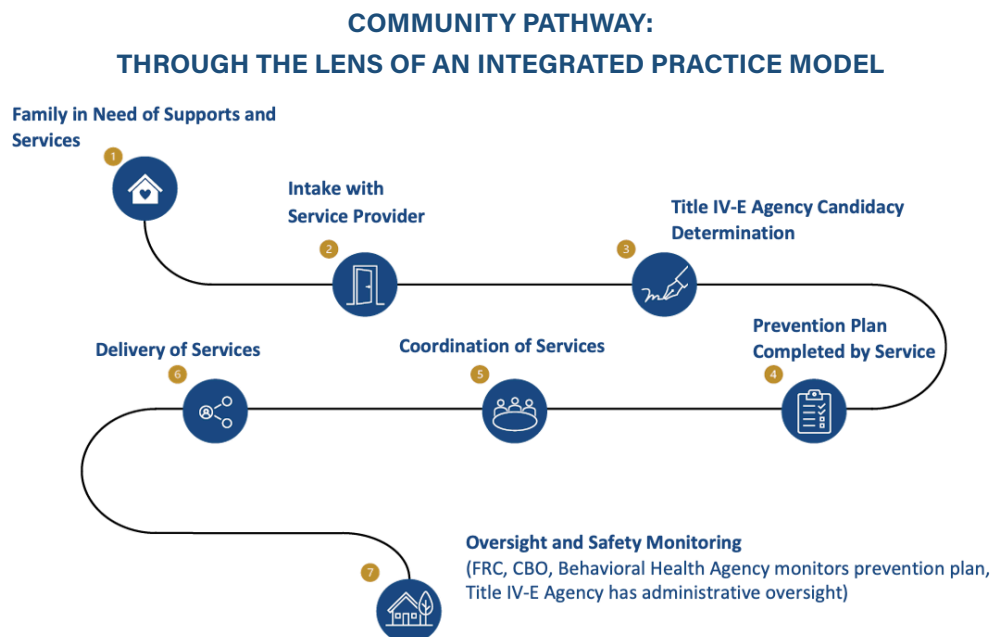 COMMUNITY PATHWAY:
THROUGH THE LENS OF AN INTEGRATED PRACTICE MODEL
Family in Need of Supports and
Services
1
Intake with
Service Provider
2
Title IV-E Agency Candidacy
Determination
3
Prevention Plan
Completed by Service
4
Coordination of Services
5
Delivery of Services
6
Oversight and Safety Monitoring
(FRC, CBO, Behavioral Health Agency monitors prevention plan,
Title IV-E Agency has administrative oversight)
7